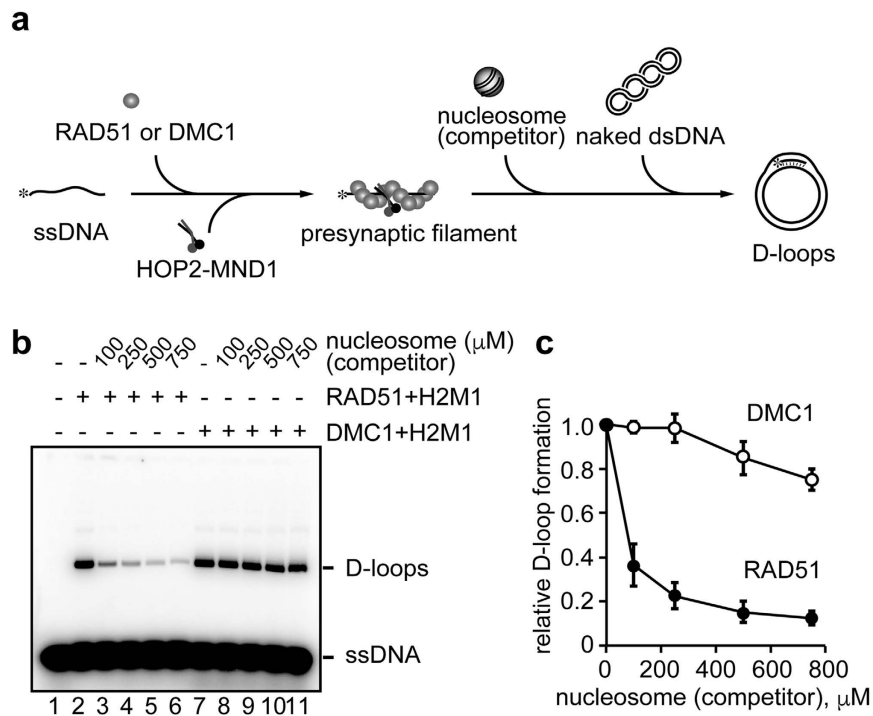 a
RAD51 or DMC1
nucleosome
(competitor)
naked dsDNA
*
ssDNA
HOP2-MND1
*
presynaptic filament
*
D-loops
b
- - 100 250 500 750 - 100 250 500 750 nucleosome (μM)
(competitor)
- + + + + + - - - - - RAD51+H2M1
- - - - - - + + + + + DMC1+H2M1
D-loops
ssDNA
1 2 3 4 5 6 7 8 9 10 11
c
relative D-loop formation
1.0
0.8
0.6
0.4
0.2
0
DMC1
RAD51
0 200 400 600 800
nucleosome (competitor), μM